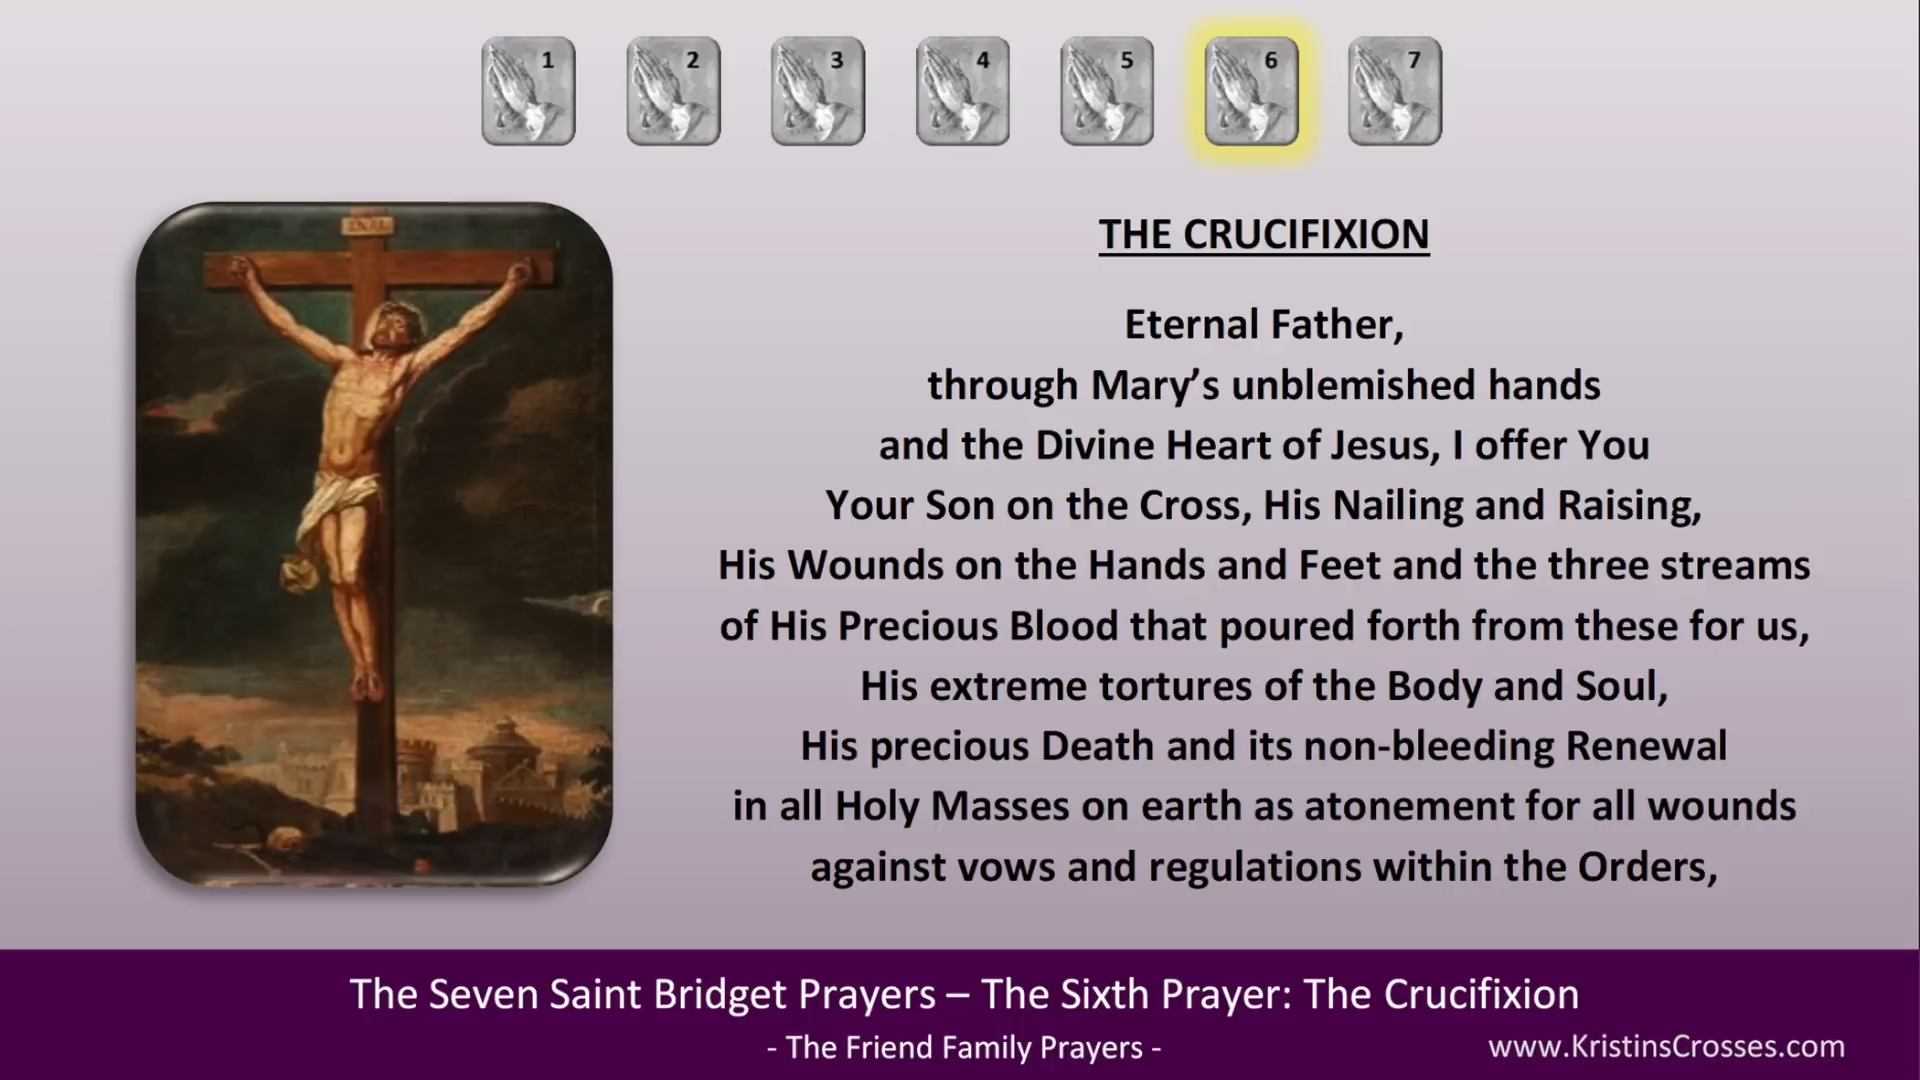 1
2
3
4
5
6
7
INRI
THE CRUCIFIXION
Eternal Father,
through Mary’s unblemished hands
and the Divine Heart of Jesus, I offer You
Your Son on the Cross, His Nailing and Raising,
His Wounds on the Hands and Feet and the three streams
of His Precious Blood that poured forth from these for us,
His extreme tortures of the Body and Soul,
His precious Death and its non-bleeding Renewal
in all Holy Masses on earth as atonement for all wounds
against vows and regulations within the Orders,
The Seven Saint Bridget Prayers – The Sixth Prayer: The Crucifixion
- The Friend Family Prayers -
www.KristinsCrosses.com